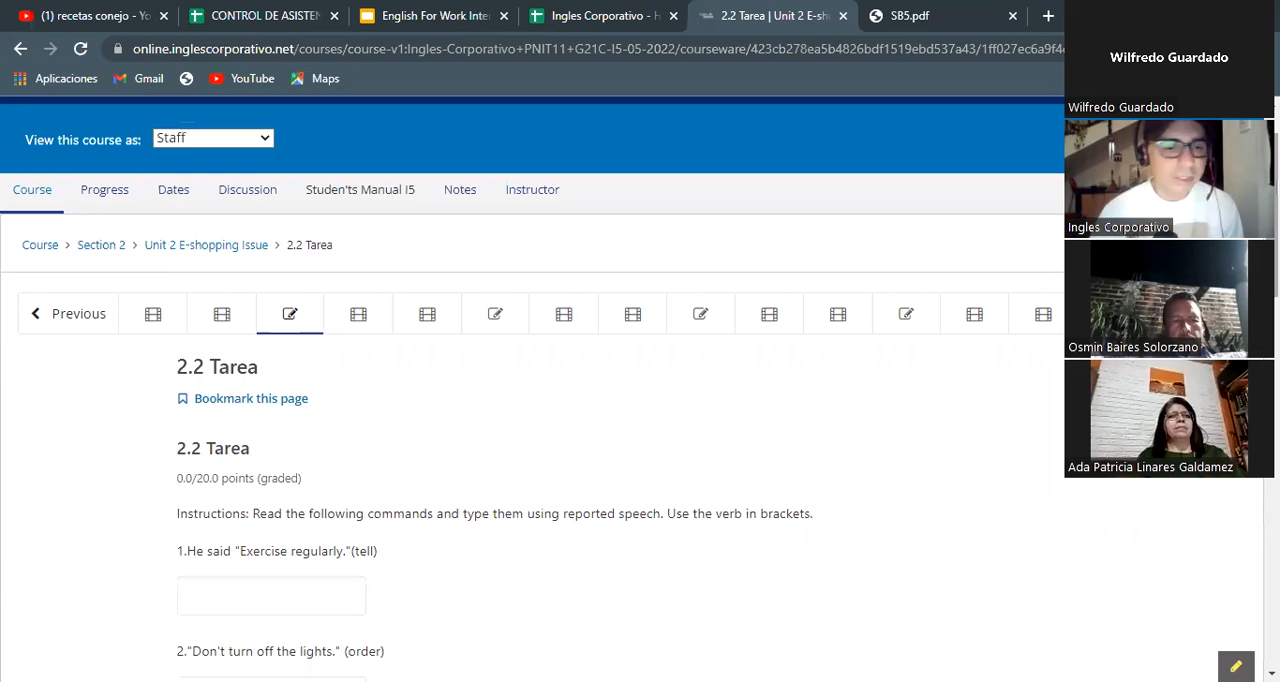 (1) recetas conejo - Yo
CONTROL DE ASISTEN
English For Work Inte
Ingles Corporativo - H
2.2 Tarea | Unit 2 E-sh
SB5.pdf
online.inglescorporativo.net/courses/course-v1:Ingles-Corporativo+PNIT11+G21C-I5-05-2022/courseware/423cb278ea5b4826bdf1519ebd537a43/1ff027ec6a9f4
Aplicaciones
Gmail
YouTube
Maps
View this course as:
Staff
Course
Progress
Dates
Discussion
Studen'ts Manual I5
Notes
Instructor
Course > Section 2 > Unit 2 E-shopping Issue > 2.2 Tarea
Previous
2.2 Tarea
Bookmark this page
2.2 Tarea
0.0/20.0 points (graded)
Instructions: Read the following commands and type them using reported speech. Use the verb in brackets.
1.He said "Exercise regularly."(tell)
2."Don't turn off the lights." (order)
Wilfredo Guardado
Wilfredo Guardado
Ingles Corporativo
Osmin Baires Solorzano
Ada Patricia Linares Galdamez